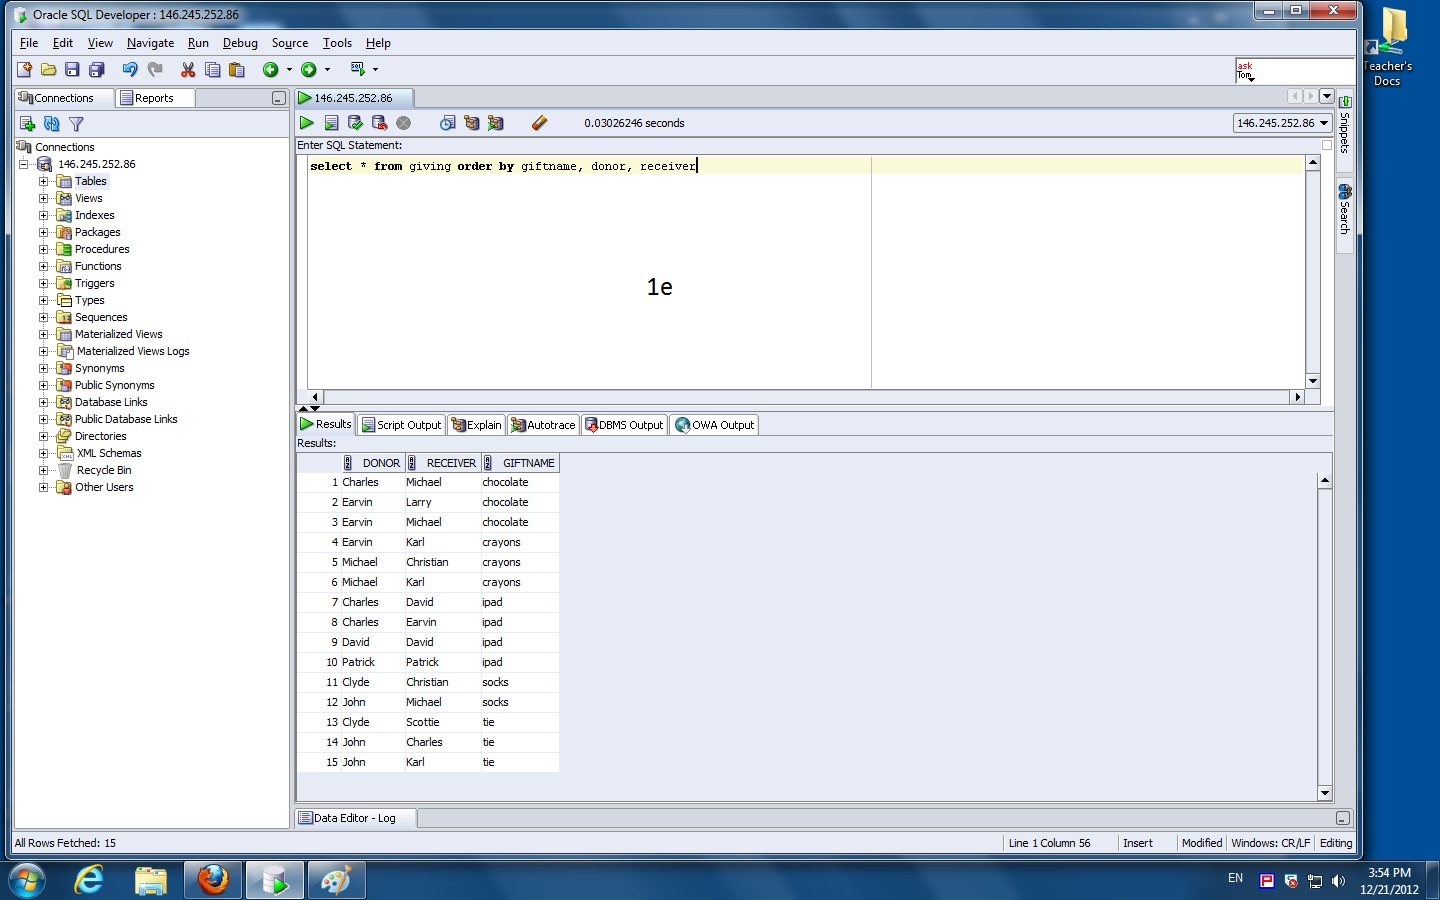 Oracle SQL Developer : 146.245.252.86
File Edit View Navigate Run Debug Source Tools Help
ask
Tom
Teacher's
Docs
Connections Reports
146.245.252.86
0.03026246 seconds
146.245.252.86
Enter SQL Statement:
select * from giving order by giftname, donor, receiver
1e
Snippets
Search
Connections
146.245.252.86
Tables
Views
Indexes
Packages
Procedures
Functions
Triggers
Types
Sequences
Materialized Views
Materialized Views Logs
Synonyms
Public Synonyms
Database Links
Public Database Links
Directories
XML Schemas
Recycle Bin
Other Users
Results Script Output Explain Autotrace DBMS Output OWA Output
Results:
DONOR RECEIVER GIFTNAME
1 Charles Michael chocolate
2 Earvin Larry chocolate
3 Earvin Michael chocolate
4 Earvin Karl crayons
5 Michael Christian crayons
6 Michael Karl crayons
7 Charles David ipad
8 Charles Earvin ipad
9 David David ipad
10 Patrick Patrick ipad
11 Clyde Christian socks
12 John Michael socks
13 Clyde Scottie tie
14 John Charles tie
15 John Karl tie
Data Editor - Log
All Rows Fetched: 15
Line 1 Column 56 Insert Modified Windows: CR/LF Editing
EN
3:54 PM
12/21/2012